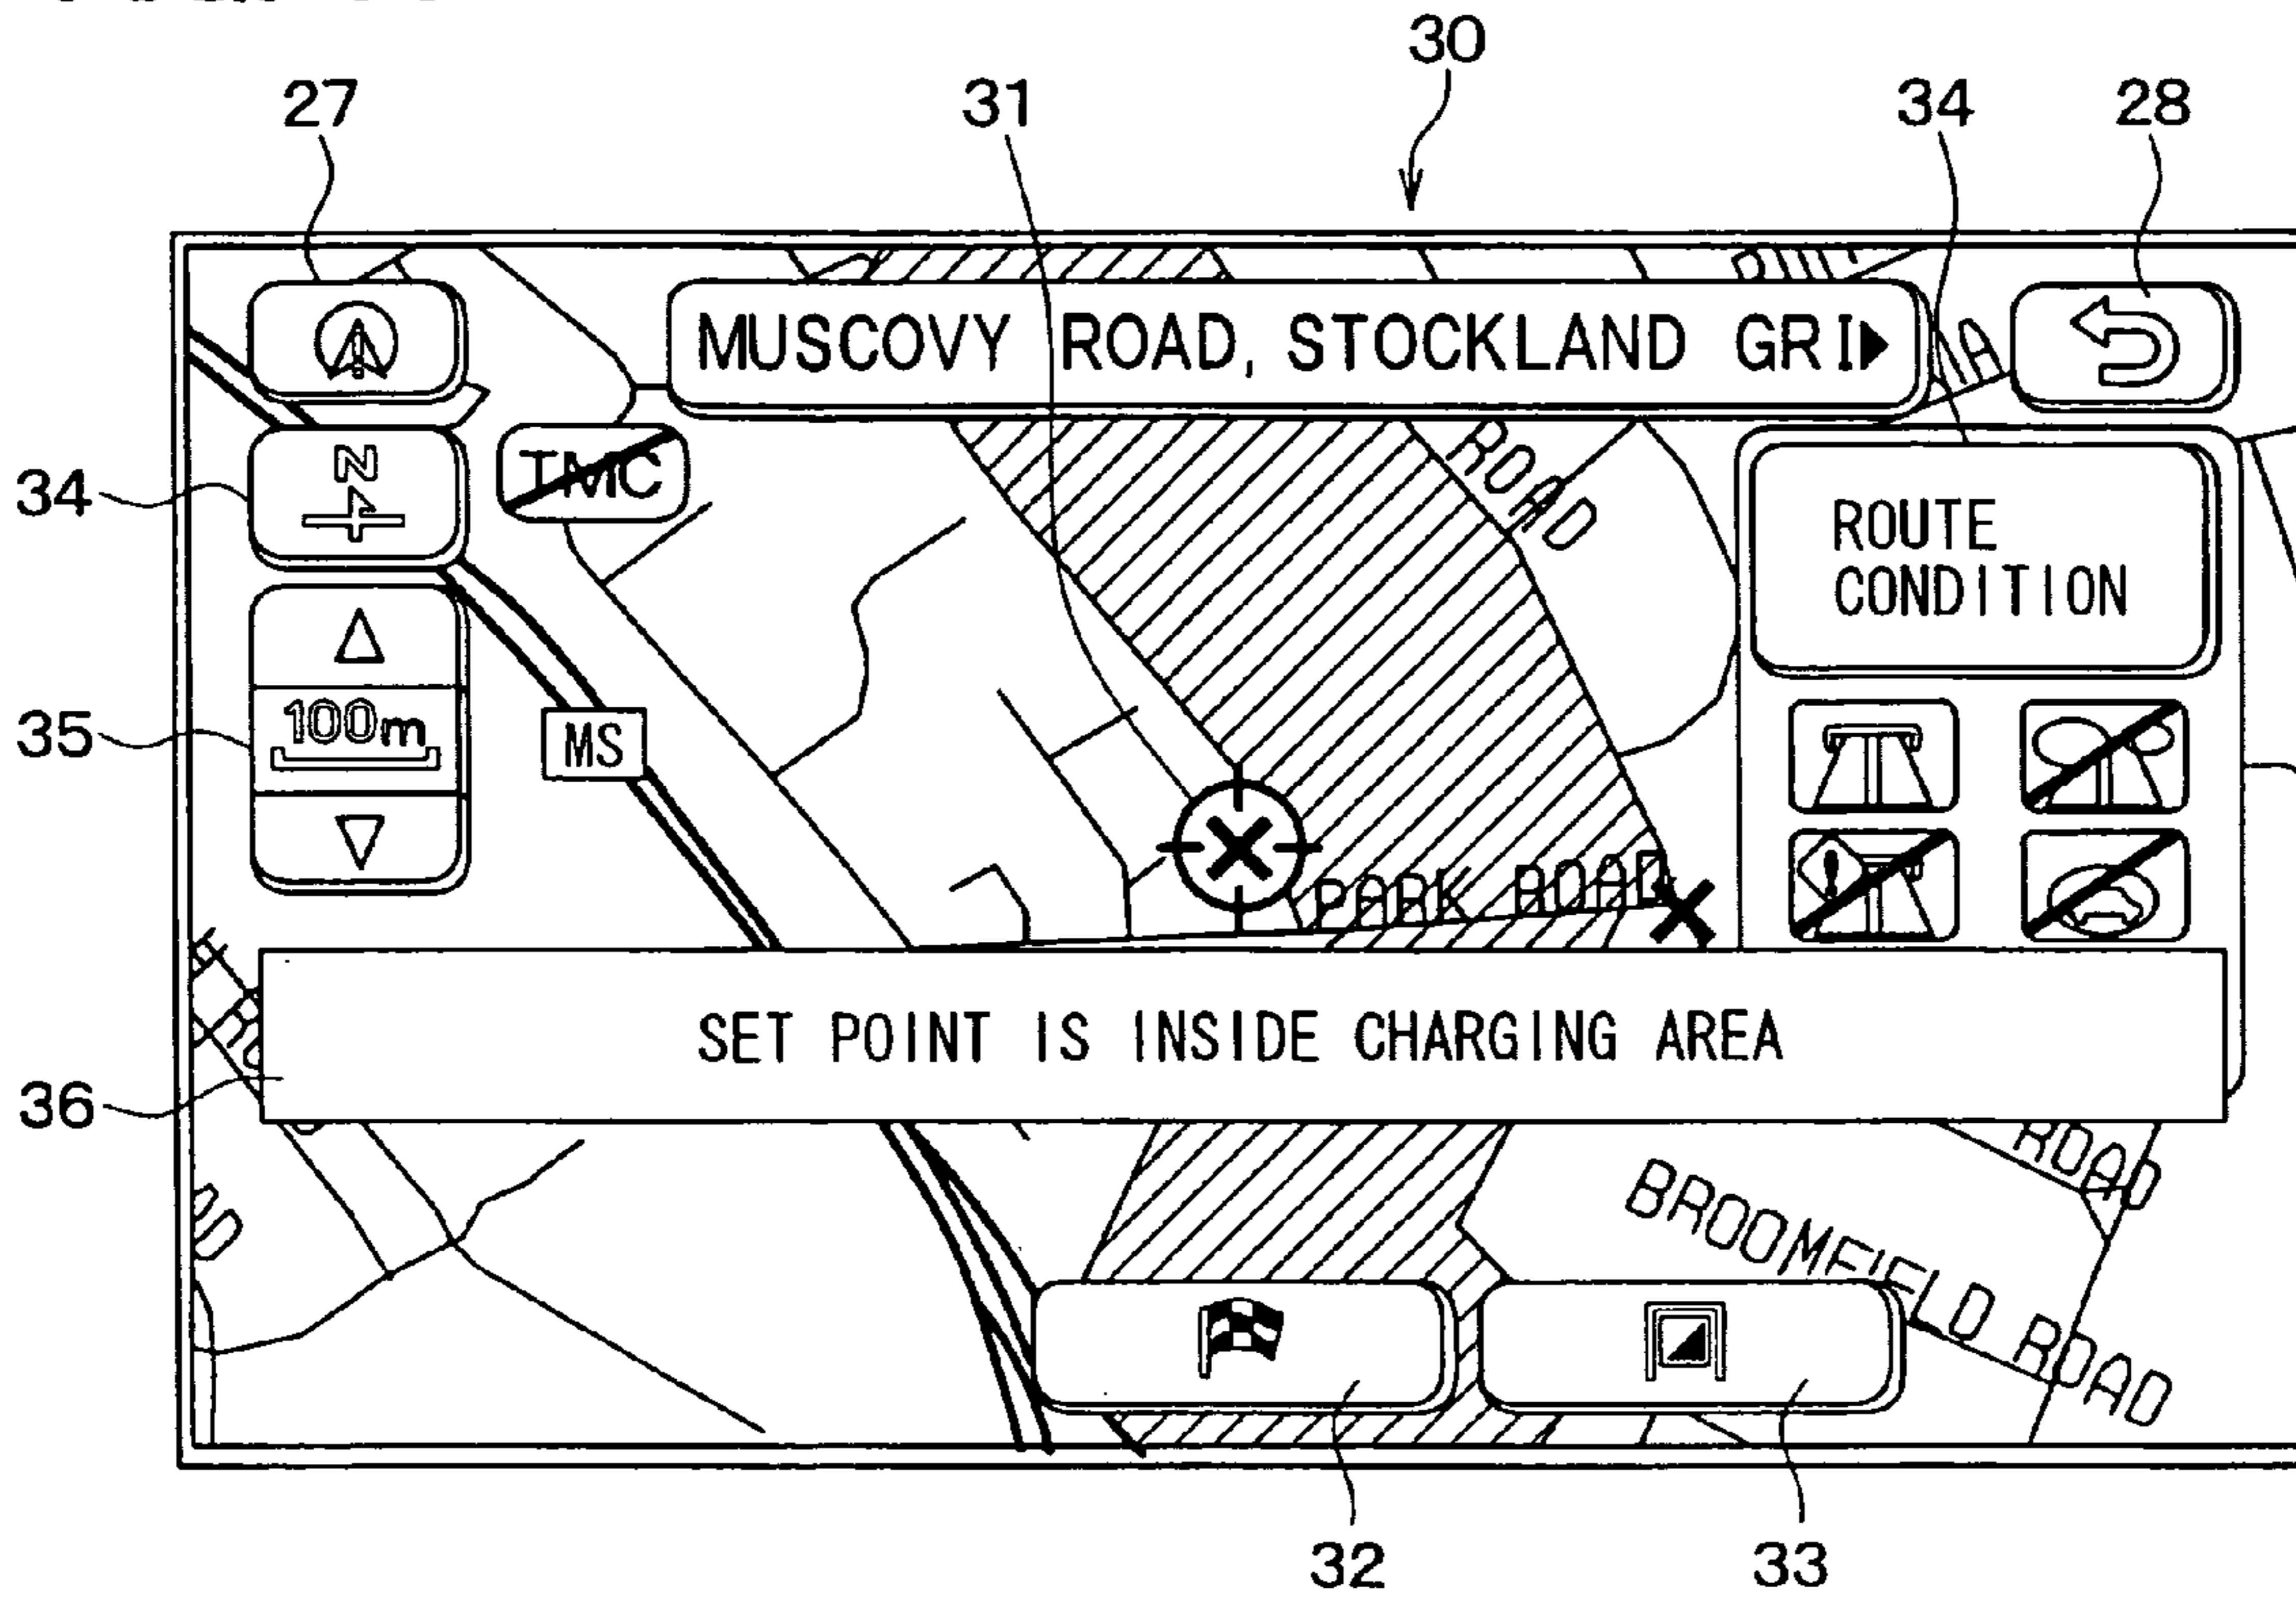 30
27
31
34
28
MUSCOVY ROAD, STOCKLAND GRI
34
N
TMC
ROAD
ROUTE
CONDITION
35
100m
MS
PARK ROAD
SET POINT IS INSIDE CHARGING AREA
36
ROAD
BROOMFIELD ROAD
32
33